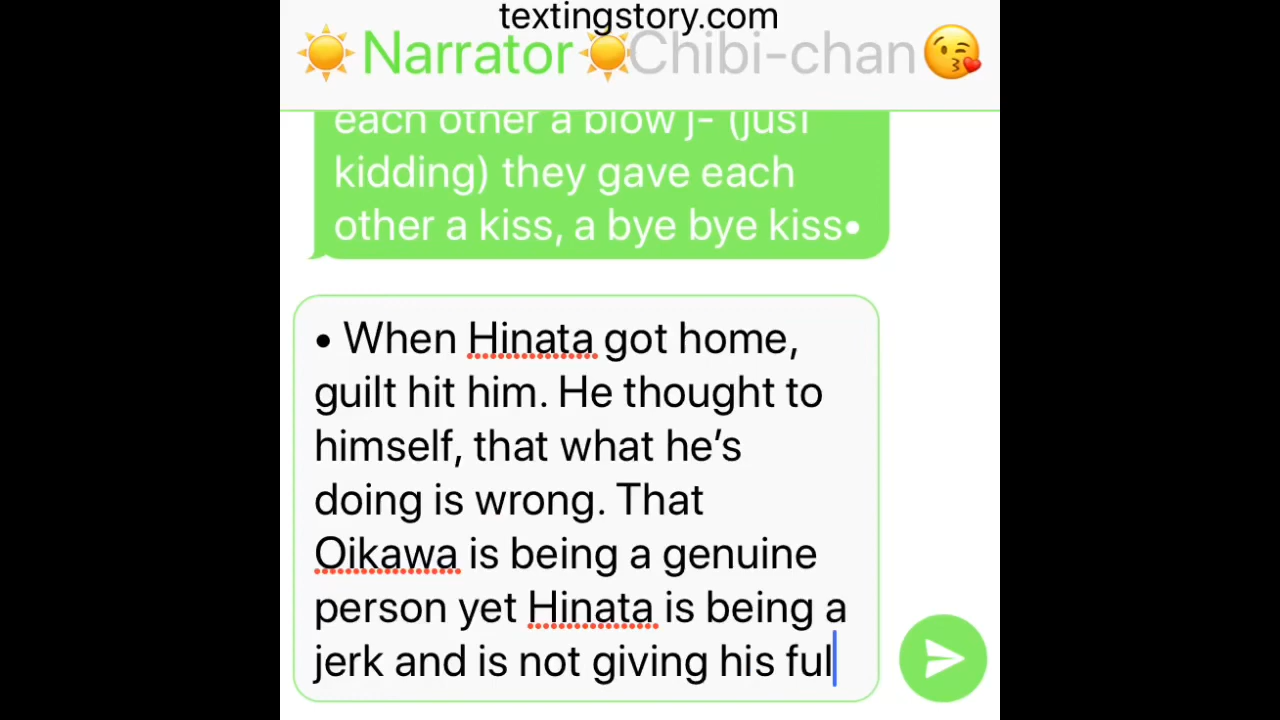 textingstory.com
Narrator Chibi-chan
each other a blow j- (just
kidding) they gave each
other a kiss, a bye bye kiss•
• When Hinata got home,
guilt hit him. He thought to
himself, that what he’s
doing is wrong. That
Oikawa is being a genuine
person yet Hinata is being a
jerk and is not giving his ful